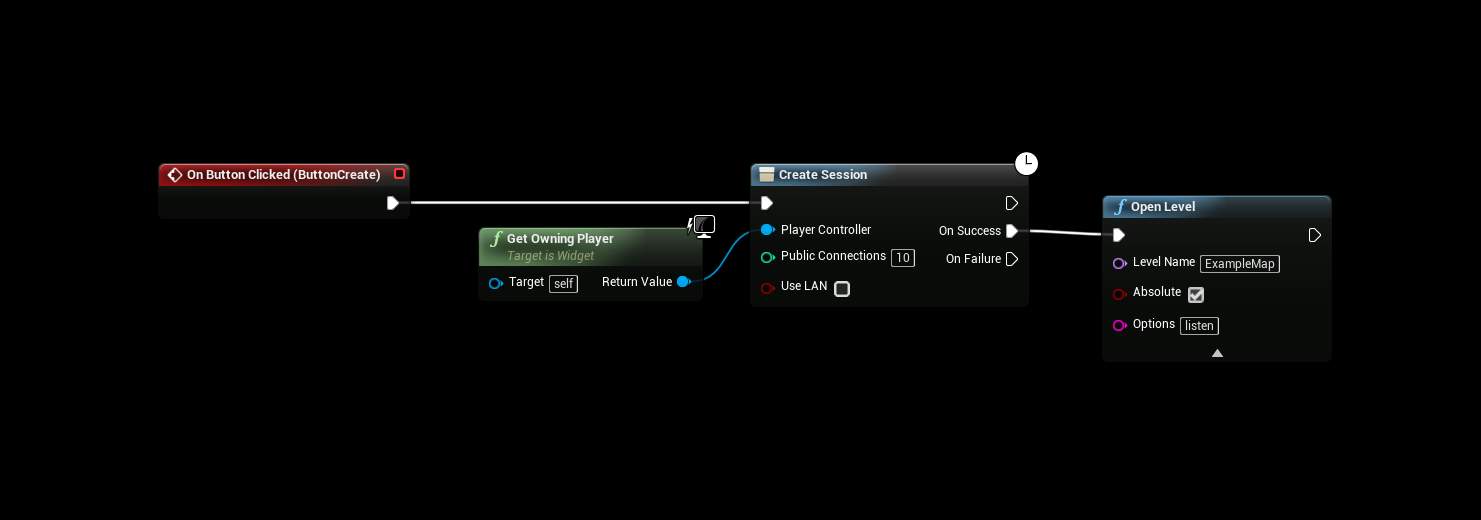 On Button Clicked (ButtonCreate)
Get Owning Player
Target is Widget
Target self Return Value
Create Session
Player Controller On Success
Public Connections 10 On Failure
Use LAN
Open Level
Level Name ExampleMap
Absolute
Options listen